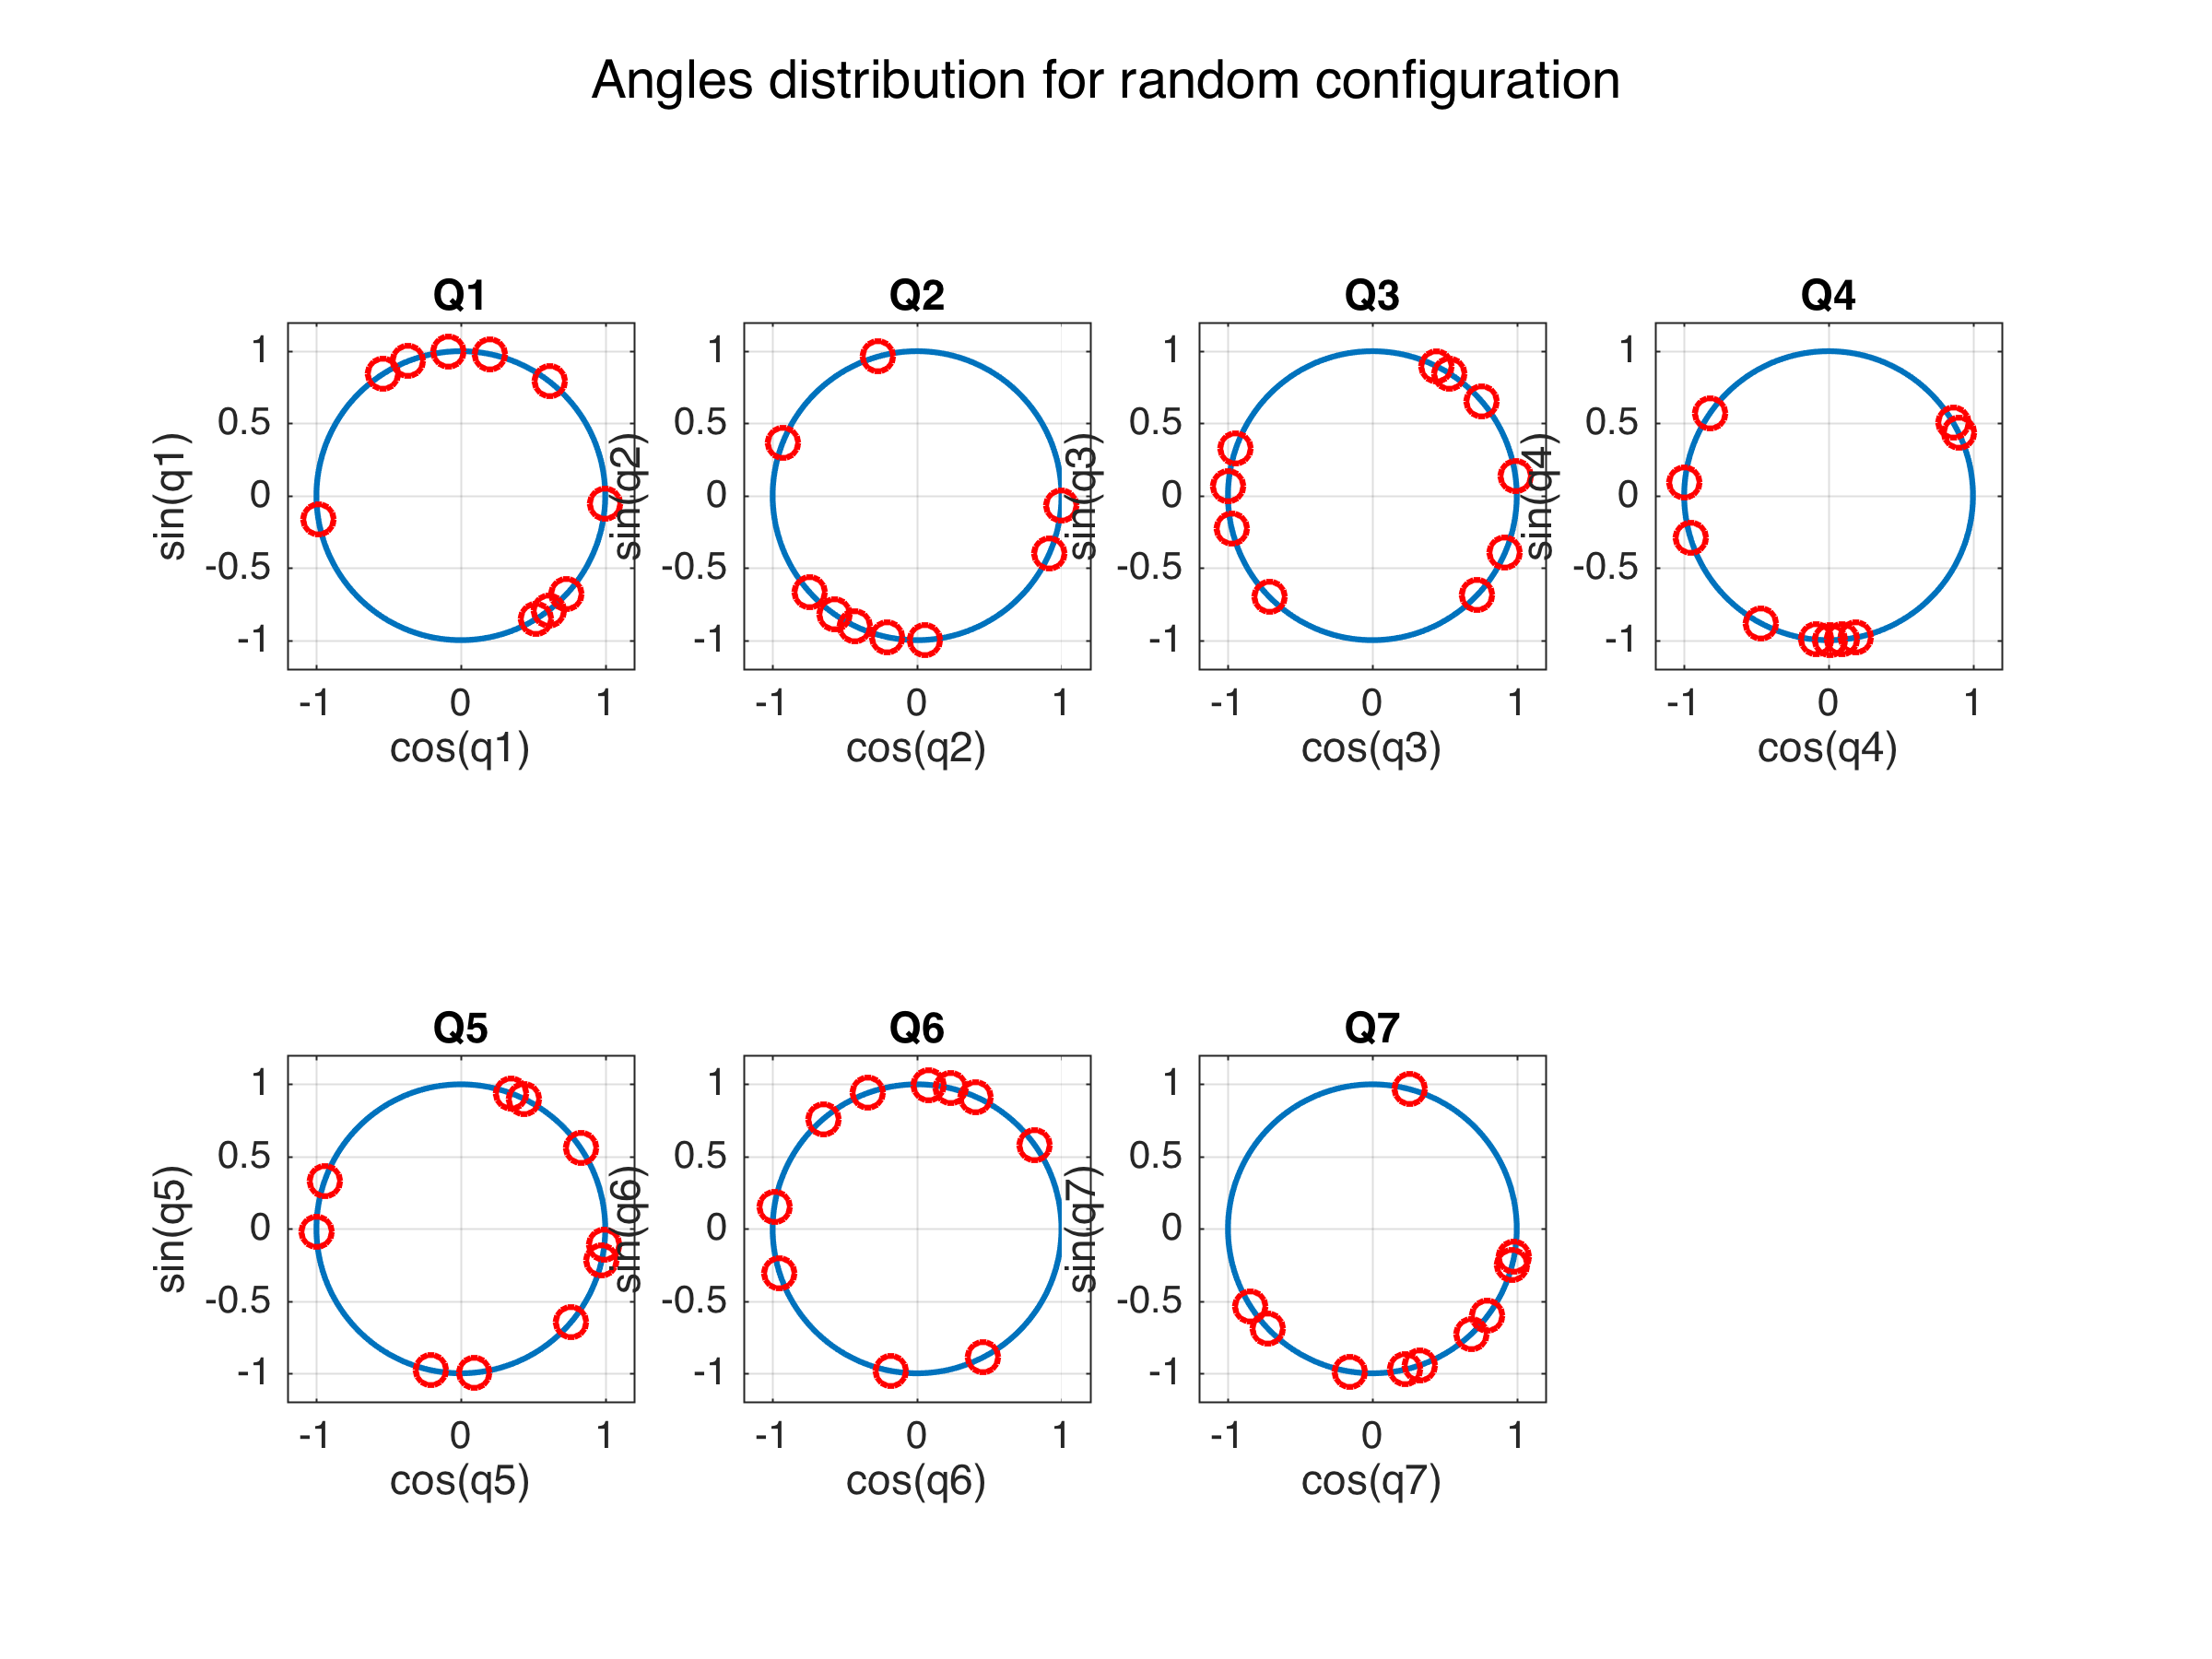 Angles distribution for random configuration
Q1
1
0.5
0
-0.5
-1
sin(q1)
-1 0 1
cos(q1)
Q2
1
0.5
0
-0.5
-1
sin(q2)
-1 0 1
cos(q2)
Q3
1
0.5
0
-0.5
-1
sin(q3)
-1 0 1
cos(q3)
Q4
1
0.5
0
-0.5
-1
sin(q4)
-1 0 1
cos(q4)
Q5
1
0.5
0
-0.5
-1
sin(q5)
-1 0 1
cos(q5)
Q6
1
0.5
0
-0.5
-1
sin(q6)
-1 0 1
cos(q6)
Q7
1
0.5
0
-0.5
-1
sin(q7)
-1 0 1
cos(q7)